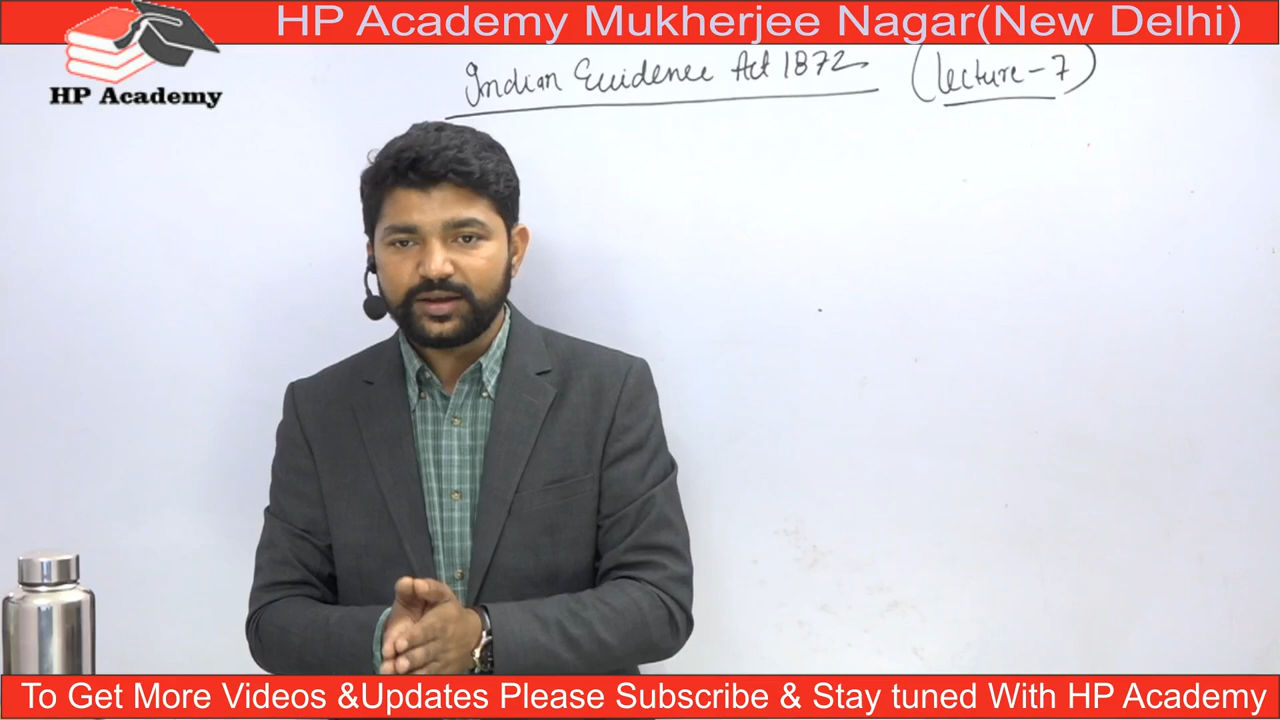 HP Academy Mukherjee Nagar(New Delhi)
HP Academy
Indian Evidence Act 1872 (Lecture-7)
To Get More Videos &Updates Please Subscribe & Stay tuned With HP Academy